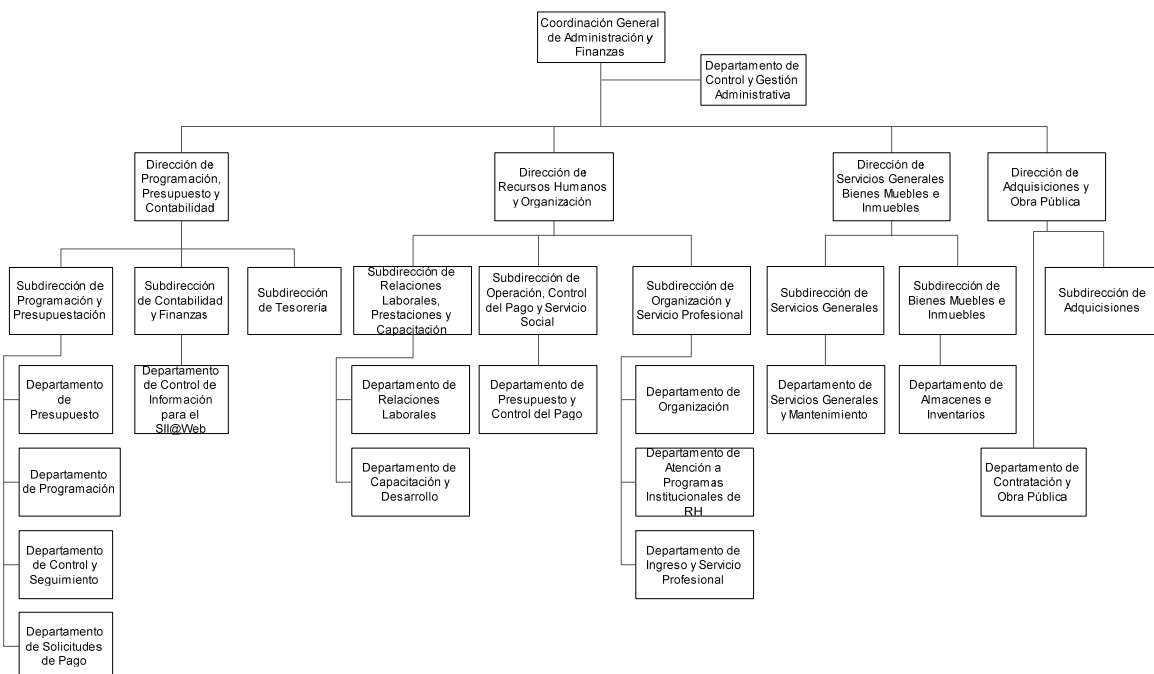 Coordinación General
de Administración y
Finanzas
Departamento de
Control y Gestión
Administrativa
Dirección de
Programación,
Presupuesto y
Contabilidad
Dirección de
Recursos Humanos
y Organización
Dirección de
Servicios Generales
Bienes Muebles e
Inmuebles
Dirección de
Adquisiciones y
Obra Pública
Subdirección de
Programación y
Presupuestación
Subdirección
de Contabilidad
y Finanzas
Subdirección
de Tesorería
Subdirección de
Relaciones
Laborales,
Prestaciones y
Capacitación
Subdirección de
Operación, Control
del Pago y Servicio
Social
Subdirección de
Organización y
Servicio Profesional
Subdirección de
Servicios Generales
Subdirección de
Bienes Muebles e
Inmuebles
Subdirección de
Adquicisiones
Departamento
de
Presupuesto
Departamento
de Control de
Información
para el
SII@Web
Departamento de
Relaciones
Laborales
Departamento de
Presupuesto y
Control del Pago
Departamento de
Organización
Departamento de
Servicios Generales
y Mantenimiento
Departamento de
Almacenes e
Inventarios
Departamento
de Programación
Departamento de
Capacitación y
Desarrollo
Departamento de
Atención a
Programas
Institucionales de
RH
Departamento de
Contratación y
Obra Pública
Departamento
de Control y
Seguimiento
Departamento de
Ingreso y Servicio
Profesional
Departamento
de Solicitudes
de Pago